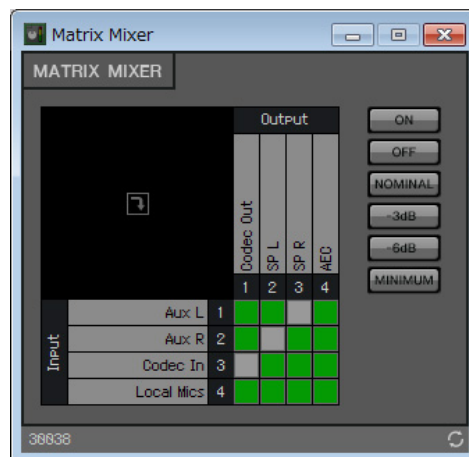 Matrix Mixer
MATRIX MIXER
Output
ON
OFF
NOMINAL
-3dB
-6dB
MINIMUM
Codec Out
SP L
SP R
AEC
1 2 3 4
Input
Aux L 1
Aux R 2
Codec In 3
Local Mics 4
30038